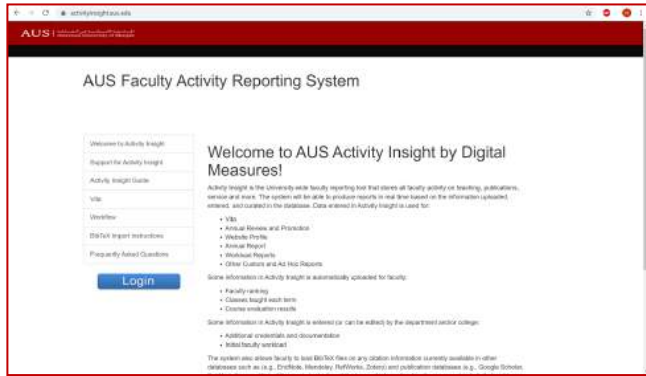 activityinsight.aus.edu
AUS
American University of Sharjah
AUS Faculty Activity Reporting System
Welcome to Activity Insight
Support for Activity Insight
Activity Insight Guide
Vita
Workflow
BibTeX Import Instructions
Frequently Asked Questions
Login
Welcome to AUS Activity Insight by Digital
Measures!
Activity Insight is the University-wide faculty reporting tool that stores all faculty activity on teaching, publications,
service and more. The system will be able to produce reports in real time based on the information uploaded,
entered, and curated in the database. Data entered in Activity Insight is used for:
• Vita
• Annual Review and Promotion
• Website Profile
• Annual Report
• Workload Reports
• Other Custom and Ad Hoc Reports
Some information in Activity Insight is automatically uploaded for faculty:
• Faculty ranking
• Classes taught each term
• Course evaluation results
Some information in Activity Insight is entered (or can be edited) by the department and/or college:
• Additional credentials and documentation
• Initial faculty workload
The system also allows faculty to load BibTeX files on any citation information currently available in other
databases such as (e.g., EndNote, Mendeley, RefWorks, Zotero) and publication databases (e.g., Google Scholar,